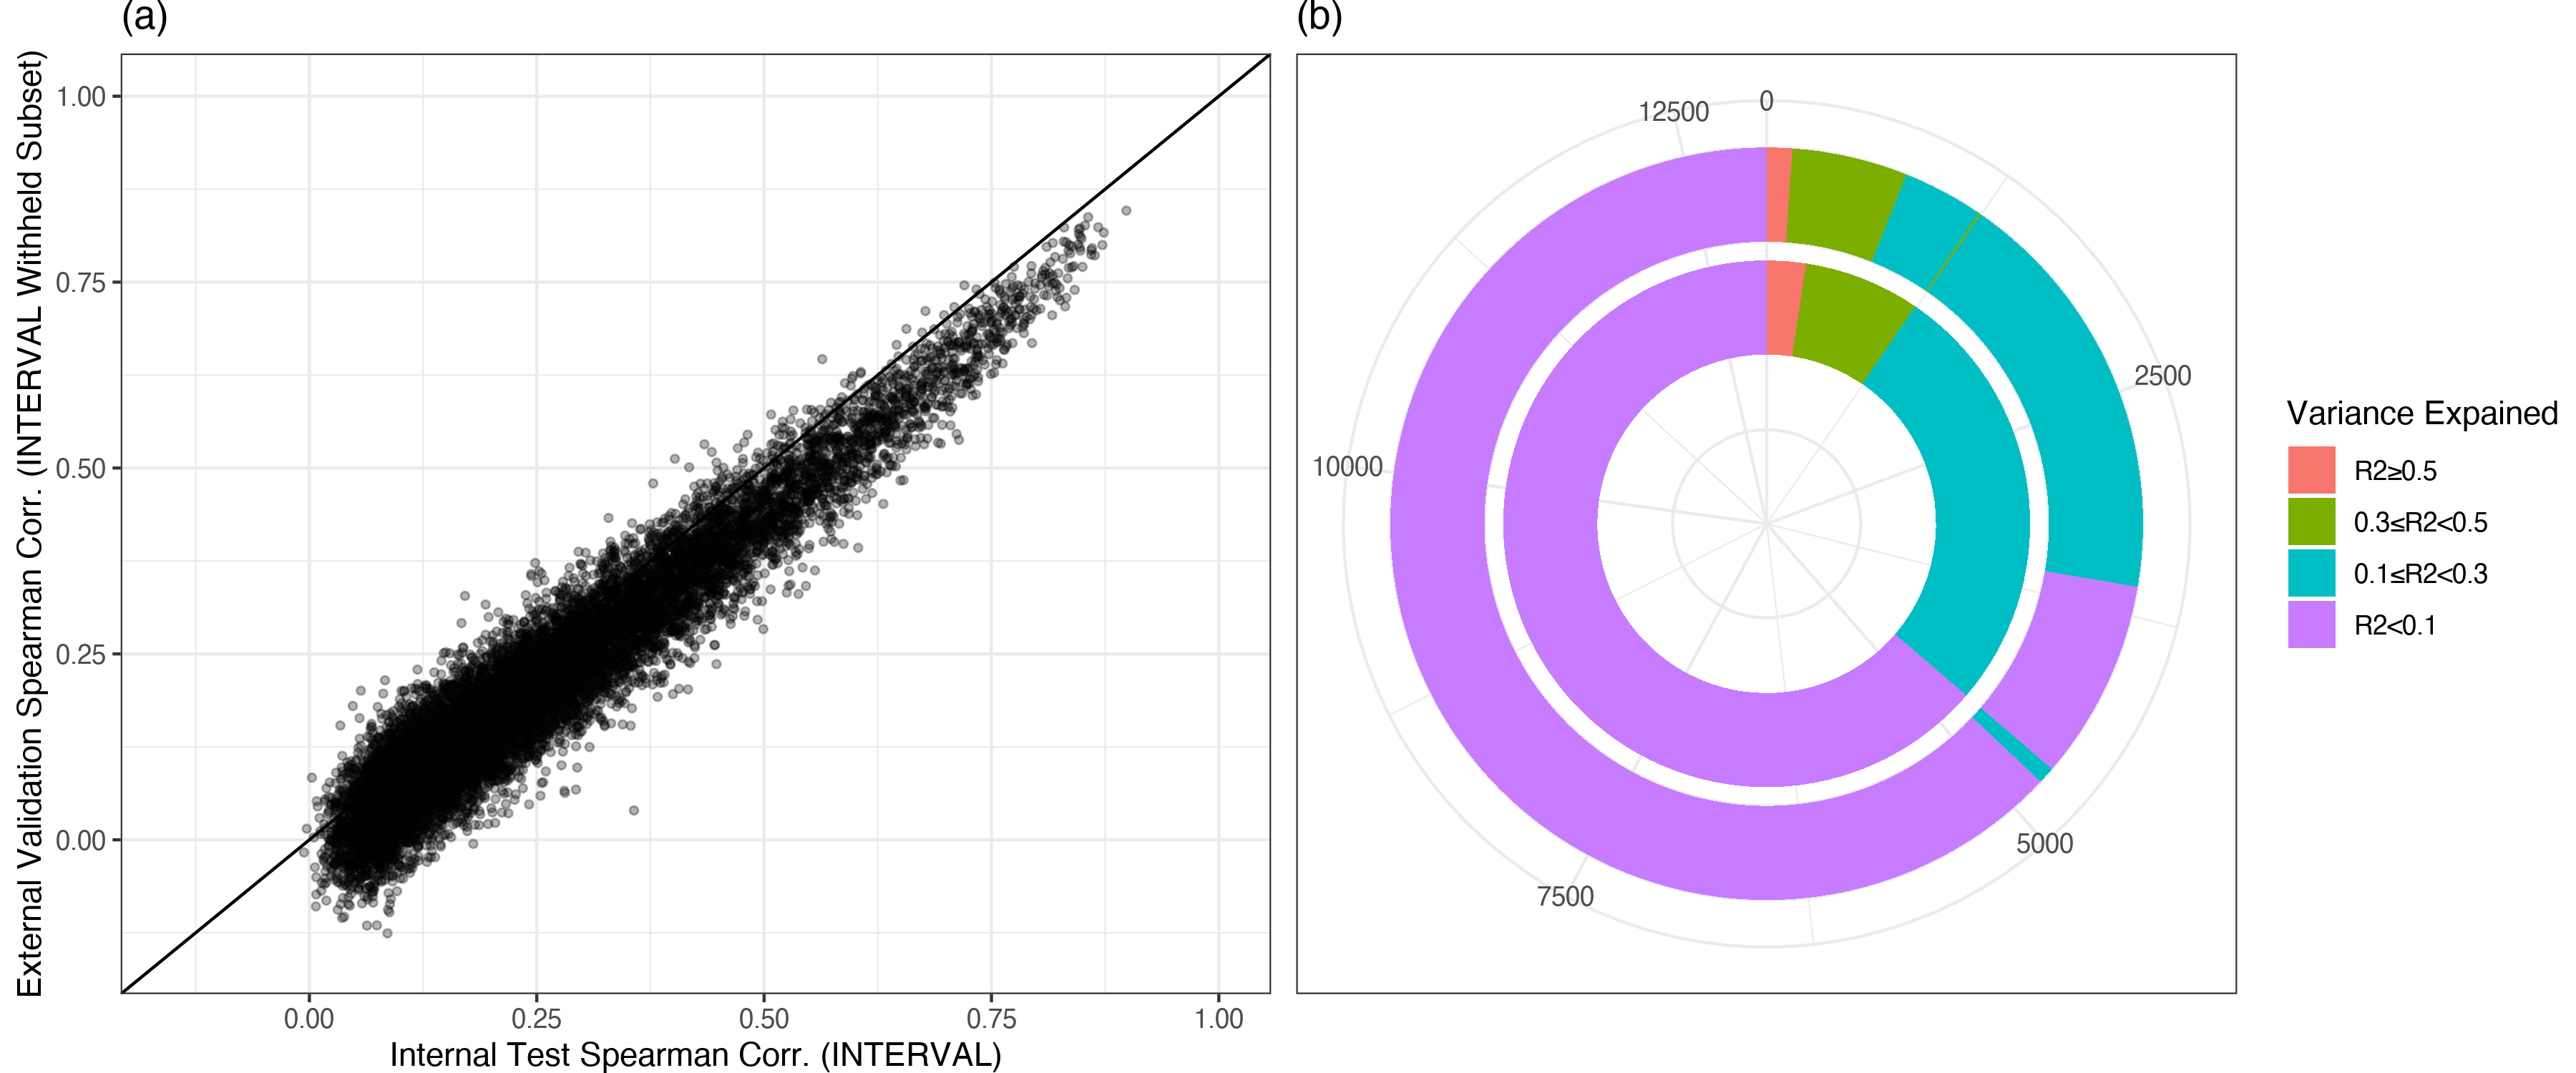 (a)
External Validation Spearman Corr. (INTERVAL Withheld Subset)
1.00
0.75
0.50
0.25
0.00
0.00 0.25 0.50 0.75 1.00
Internal Test Spearman Corr. (INTERVAL)
(b)
0
2500
5000
7500
10000
12500
Variance Expained
R2≥0.5
0.3≤R2<0.5
0.1≤R2<0.3
R2<0.1